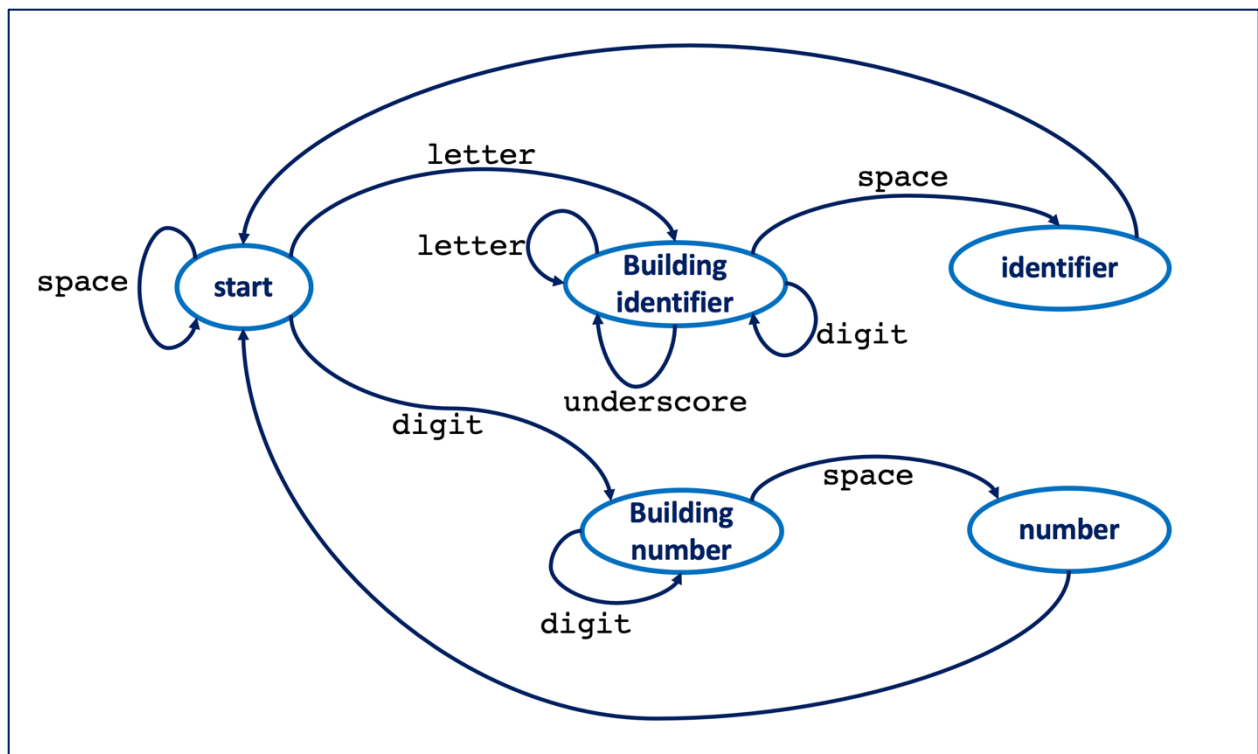 letter
space
letter
Building
identifier
identifier
space
start
digit
underscore
digit
space
Building
number
number
digit